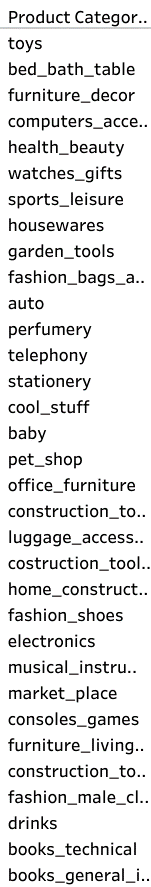 Product Categor..
toys
bed_bath_table
furniture_decor
computers_acce..
health_beauty
watches_gifts
sports_leisure
housewares
garden_tools
fashion_bags_a..
auto
perfumery
telephony
stationery
cool_stuff
baby
pet_shop
office_furniture
construction_to..
luggage_access..
costruction_tool..
home_construct..
fashion_shoes
electronics
musical_instru..
market_place
consoles_games
furniture_living..
construction_to..
fashion_male_cl..
drinks
books_technical
books_general_i..